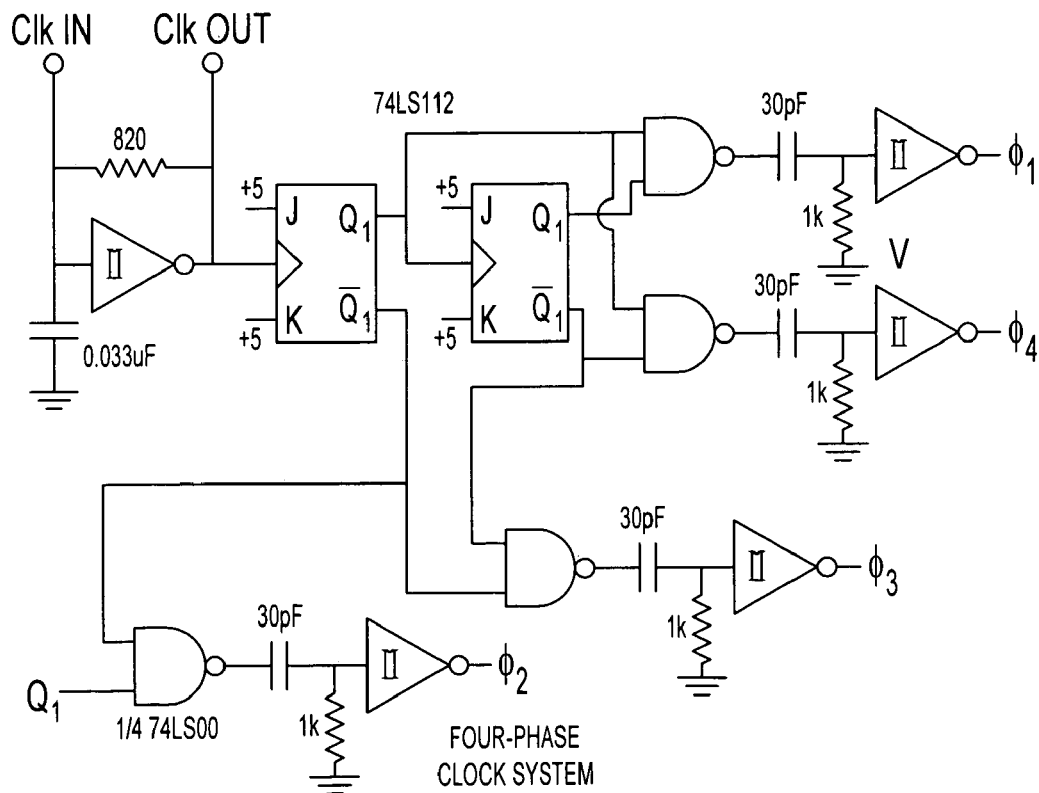 Clk IN
Clk OUT
74LS112
820
30pF
ϕ1
+5
J
Q1
+5
J
Q1
1k
V
30pF
K
Q̅1
+5
K
Q̅1
+5
0.033uF
ϕ4
1k
30pF
ϕ3
1k
30pF
ϕ2
Q1
1/4 74LS00
1k
FOUR-PHASE
CLOCK SYSTEM